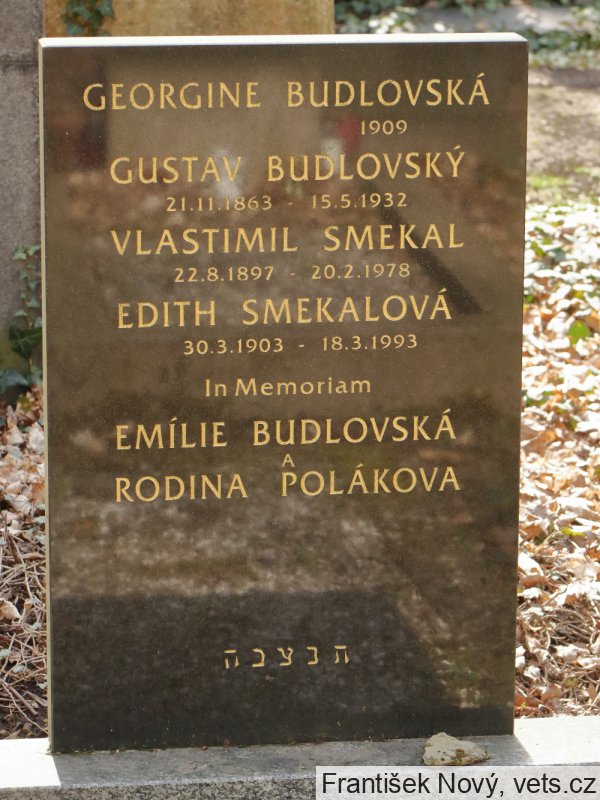 GEORGINE BUDLOVSKÁ
1909
GUSTAV BUDLOVSKÝ
21.11.1863 - 15.5.1932
VLASTIMIL SMEKAL
22.8.1897 - 20.2.1978
EDITH SMEKALOVÁ
30.3.1903 - 18.3.1993
In Memoriam
EMÍLIE BUDLOVSKÁ
A
RODINA POLÁKOVA
תנצבה
František Nový, vets.cz